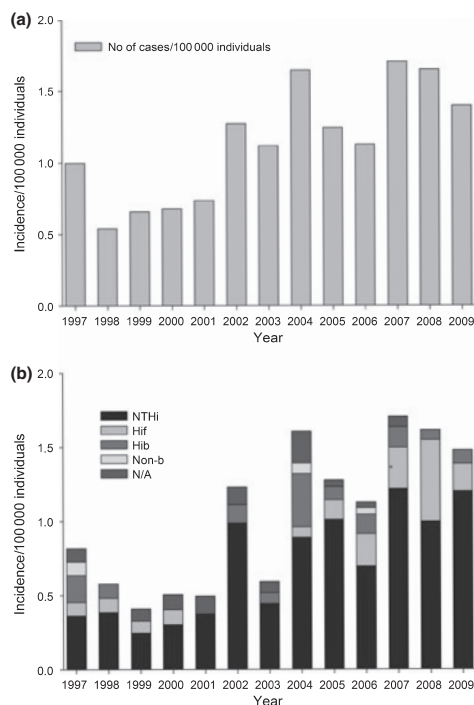 (a)
2.0
No of cases/100 000 individuals
1.5
1.0
0.5
0.0
Incidence/100 000 individuals
1997 1998 1999 2000 2001 2002 2003 2004 2005 2006 2007 2008 2009
Year
(b)
2.0
NTHi
Hif
Hib
Non-b
N/A
1.5
1.0
0.5
0.0
Incidence/100 000 individuals
1997 1998 1999 2000 2001 2002 2003 2004 2005 2006 2007 2008 2009
Year